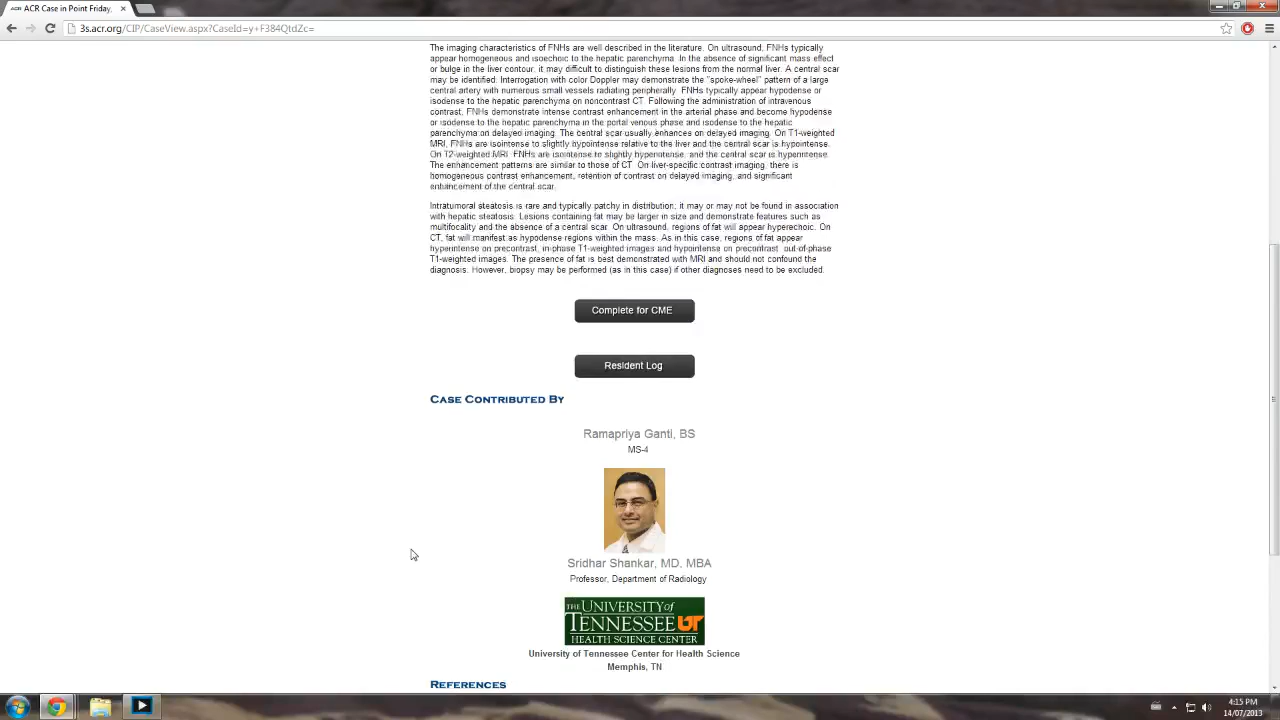 ACR Case in Point Friday,
3s.acr.org/CIP/CaseView.aspx?CaseId=y+F384QtdZc=
The imaging characteristics of FNHs are well described in the literature. On ultrasound, FNHs typically
appear homogeneous and isoechoic to the hepatic parenchyma. In the absence of significant mass effect
or bulge in the liver contour, it may difficult to distinguish these lesions from the normal liver. A central scar
may be identified. Interrogation with color Doppler may demonstrate the "spoke-wheel" pattern of a large
central artery with numerous small vessels radiating peripherally. FNHs typically appear hypodense or
isodense to the hepatic parenchyma on noncontrast CT. Following the administration of intravenous
contrast, FNHs demonstrate intense contrast enhancement in the arterial phase and become hypodense
or isodense to the hepatic parenchyma in the portal venous phase and isodense to the hepatic
parenchyma on delayed imaging. The central scar usually enhances on delayed imaging. On T1-weighted
MRI, FNHs are isointense to slightly hypointense relative to the liver and the central scar is hypointense.
On T2-weighted MRI, FNHs are isointense to slightly hyperintense, and the central scar is hyperintense.
The enhancement patterns are similar to those of CT. On liver-specific contrast imaging, there is
homogeneous contrast enhancement, retention of contrast on delayed imaging, and significant
enhancement of the central scar.
Intratumoral steatosis is rare and typically patchy in distribution; it may or may not be found in association
with hepatic steatosis. Lesions containing fat may be larger in size and demonstrate features such as
multifocality and the absence of a central scar. On ultrasound, regions of fat will appear hyperechoic. On
CT, fat will manifest as hypodense regions within the mass. As in this case, regions of fat appear
hyperintense on precontrast, in-phase T1-weighted images and hypointense on precontrast, out-of-phase
T1-weighted images. The presence of fat is best demonstrated with MRI and should not confound the
diagnosis. However, biopsy may be performed (as in this case) if other diagnoses need to be excluded.
Complete for CME
Resident Log
Case Contributed By
Ramapriya Ganti, BS
MS-4
Sridhar Shankar, MD, MBA
Professor, Department of Radiology
THE UNIVERSITY of
TENNESSEE UT
HEALTH SCIENCE CENTER
University of Tennessee Center for Health Science
Memphis, TN
References
4:15 PM
14/07/2013